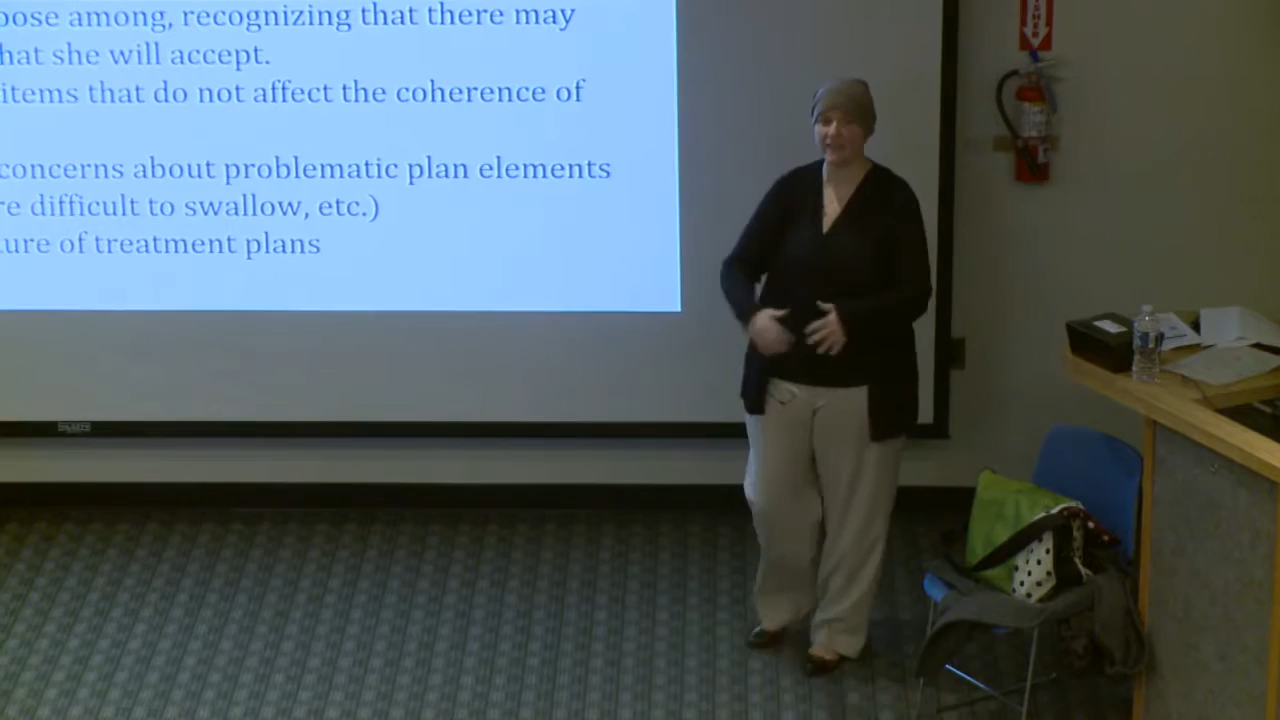 oose among, recognizing that there may
hat she will accept.
items that do not affect the coherence of
concerns about problematic plan elements
re difficult to swallow, etc.)
ure of treatment plans